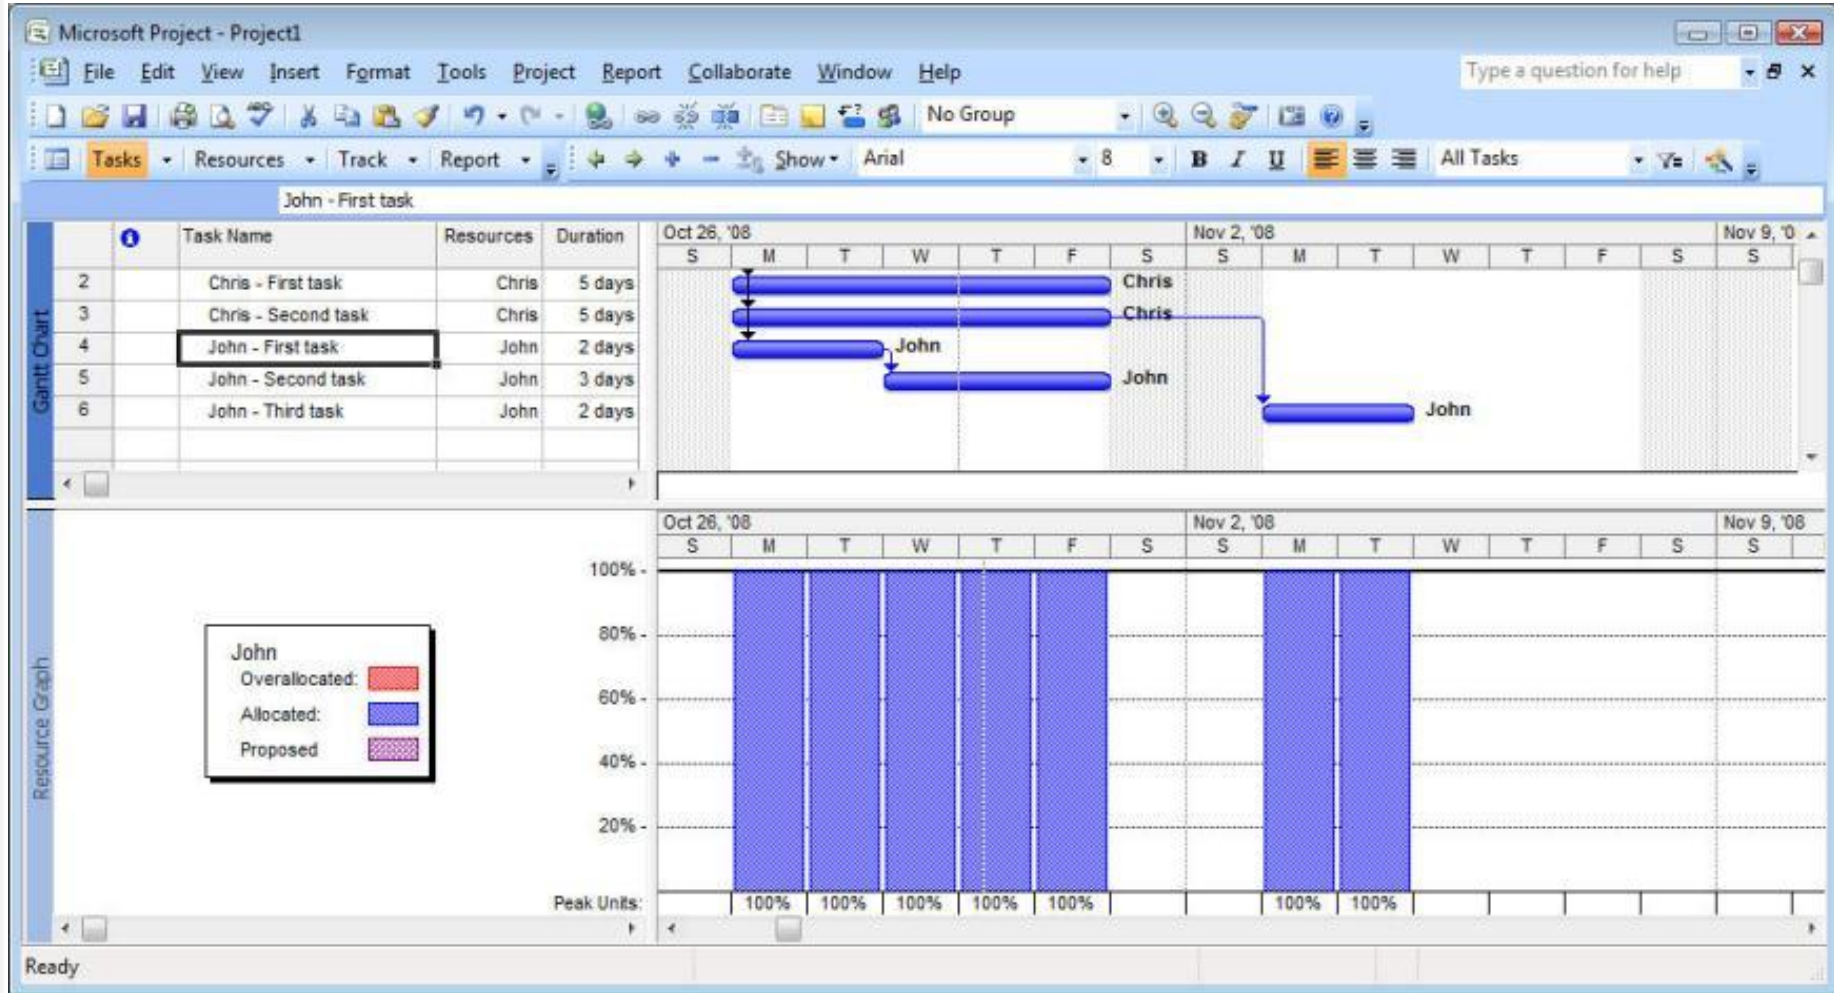 Microsoft Project - Project1
File Edit View Insert Format Tools Project Report Collaborate Window Help Type a question for help
No Group
Tasks Resources Track Report Show Arial 8 B I U All Tasks
John - First task
Task Name Resources Duration Oct 26, '08 Nov 2, '08 Nov 9, '0
S M T W T F S S M T W T F S S
2 Chris - First task Chris 5 days Chris
3 Chris - Second task Chris 5 days Chris
4 John - First task John 2 days John
5 John - Second task John 3 days John
6 John - Third task John 2 days John
Gantt Chart
Oct 26, '08 Nov 2, '08 Nov 9, '08
S M T W T F S S M T W T F S S
100%
80%
60%
40%
20%
John
Overallocated:
Allocated:
Proposed
Resource Graph
Peak Units: 100% 100% 100% 100% 100% 100% 100%
Ready